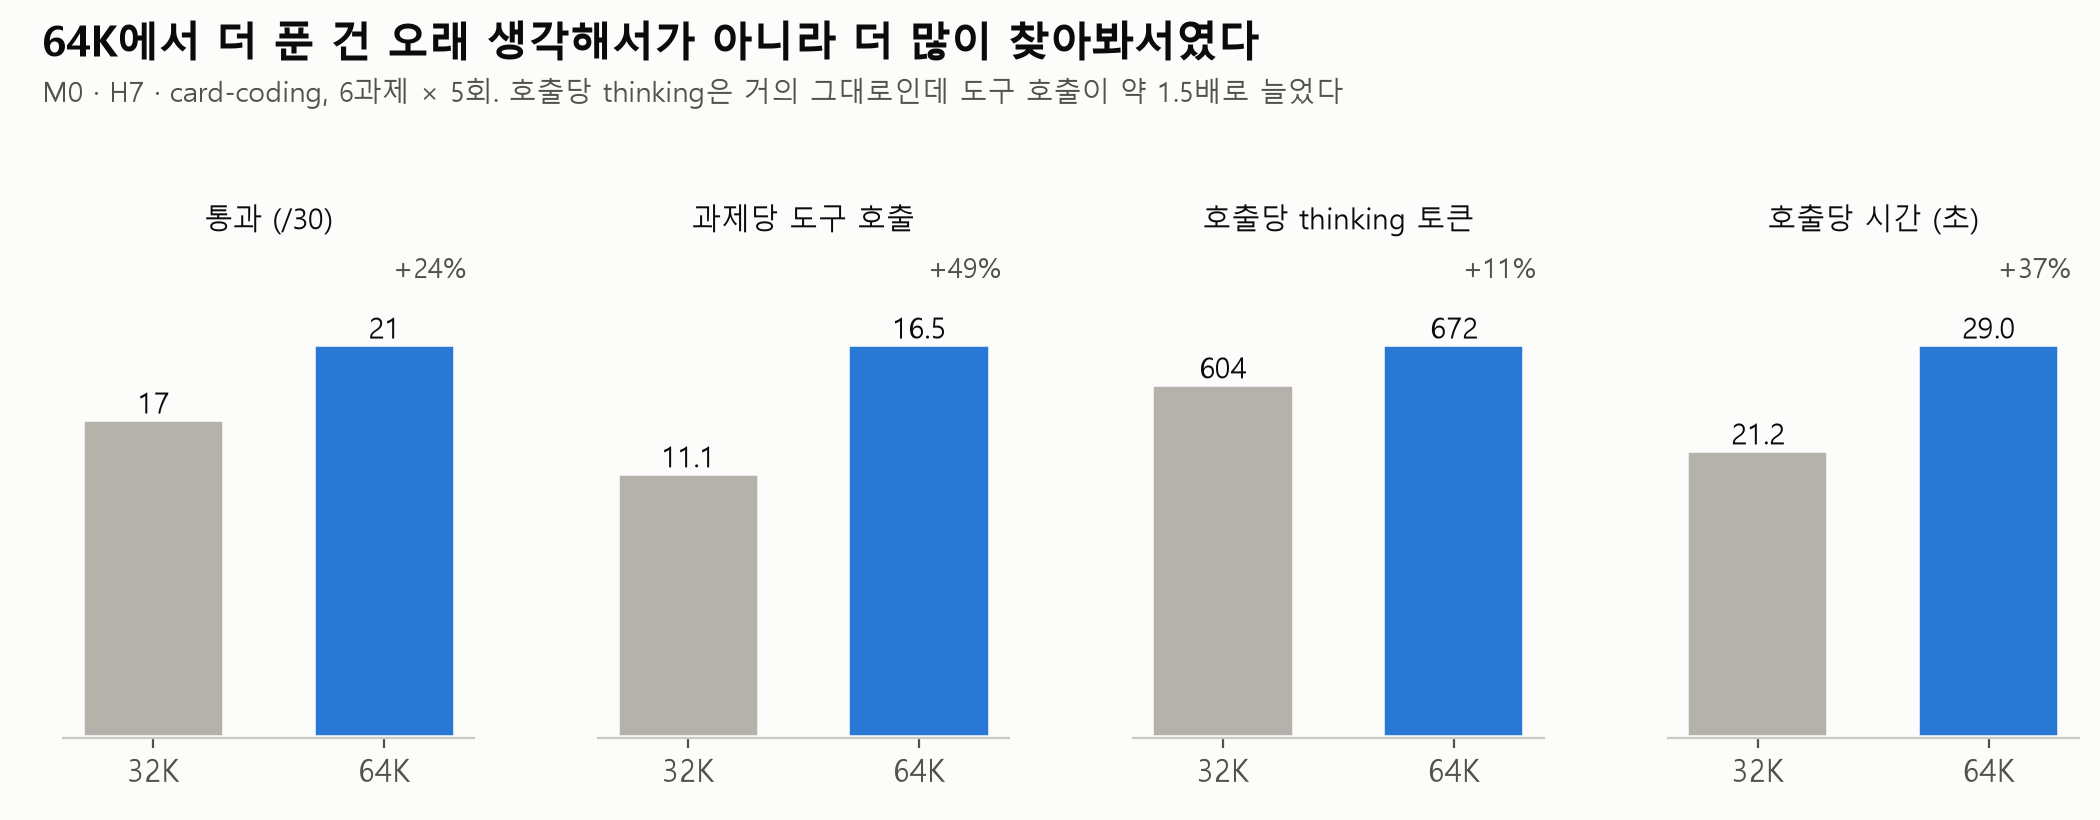 64K에서 더 푼 건 오래 생각해서가 아니라 더 많이 찾아봐서였다
M0 · H7 · card-coding, 6과제 × 5회. 호출당 thinking은 거의 그대로인데 도구 호출이 약 1.5배로 늘었다
통과 (/30)
+24%
17
21
32K
64K
과제당 도구 호출
+49%
11.1
16.5
32K
64K
호출당 thinking 토큰
+11%
604
672
32K
64K
호출당 시간 (초)
+37%
21.2
29.0
32K
64K